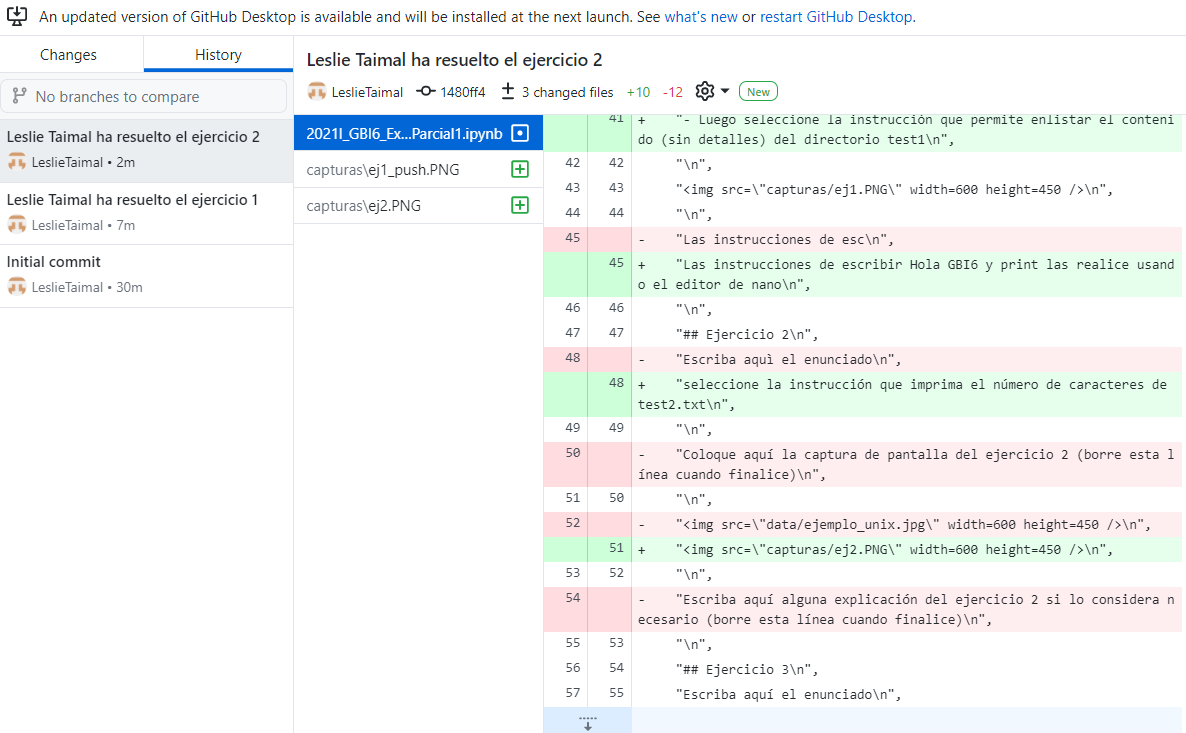 An updated version of GitHub Desktop is available and will be installed at the next launch. See what's new or restart GitHub Desktop.
Changes
History
No branches to compare
Leslie Taimal ha resuelto el ejercicio 2
LeslieTaimal • 2m
Leslie Taimal ha resuelto el ejercicio 1
LeslieTaimal • 7m
Initial commit
LeslieTaimal • 30m
Leslie Taimal ha resuelto el ejercicio 2
LeslieTaimal 1480ff4 3 changed files +10 -12 New
2021I_GBI6_Ex...Parcial1.ipynb
capturas\ej1_push.PNG
capturas\ej2.PNG
41 + "- Luego seleccione la instrucción que permite enlistar el conteni
do (sin detalles) del directorio test1\n",
42 42 "\n",
43 43 "<img src=\"capturas/ej1.PNG\" width=600 height=450 />\n",
44 44 "\n",
45 - "Las instrucciones de esc\n",
45 + "Las instrucciones de escribir Hola GBI6 y print las realice usand
o el editor de nano\n",
46 46 "\n",
47 47 "## Ejercicio 2\n",
48 - "Escriba aquì el enunciado\n",
48 + "seleccione la instrucción que imprima el número de caracteres de
test2.txt\n",
49 49 "\n",
50 - "Coloque aquí la captura de pantalla del ejercicio 2 (borre esta l
ínea cuando finalice)\n",
51 50 "\n",
52 - "<img src=\"data/ejemplo_unix.jpg\" width=600 height=450 />\n",
51 + "<img src=\"capturas/ej2.PNG\" width=600 height=450 />\n",
53 52 "\n",
54 - "Escriba aquí alguna explicación del ejercicio 2 si lo considera n
ecesario (borre esta línea cuando finalice)\n",
55 53 "\n",
56 54 "## Ejercicio 3\n",
57 55 "Escriba aquí el enunciado\n",